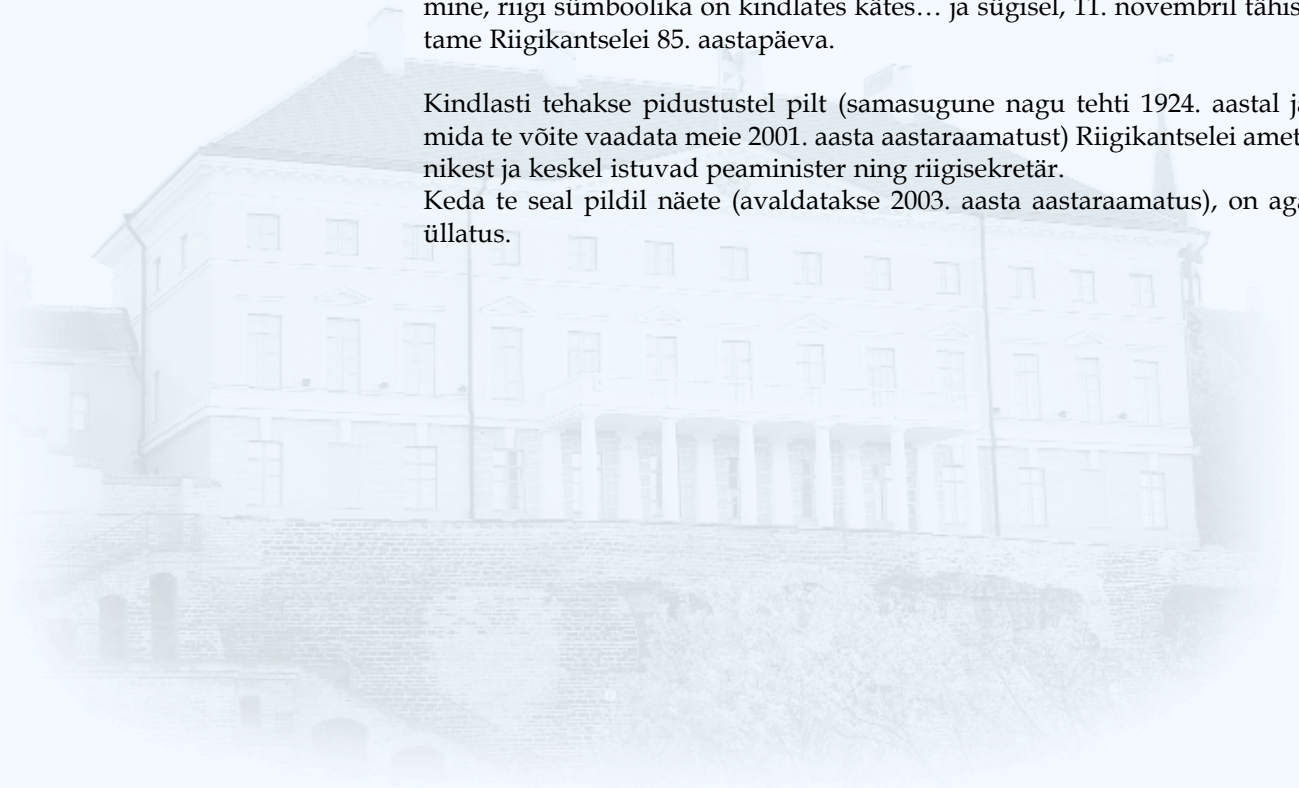 mine, riigi sümboolika on kindlates kätes… ja sügisel, 11. novembril tähis
tame Riigikantselei 85. aastapäeva.
Kindlasti tehakse pidustustel pilt (samasugune nagu tehti 1924. aastal ja
mida te võite vaadata meie 2001. aasta aastaraamatust) Riigikantselei amet
nikest ja keskel istuvad peaminister ning riigisekretär.
Keda te seal pildil näete (avaldatakse 2003. aasta aastaraamatus), on aga
üllatus.